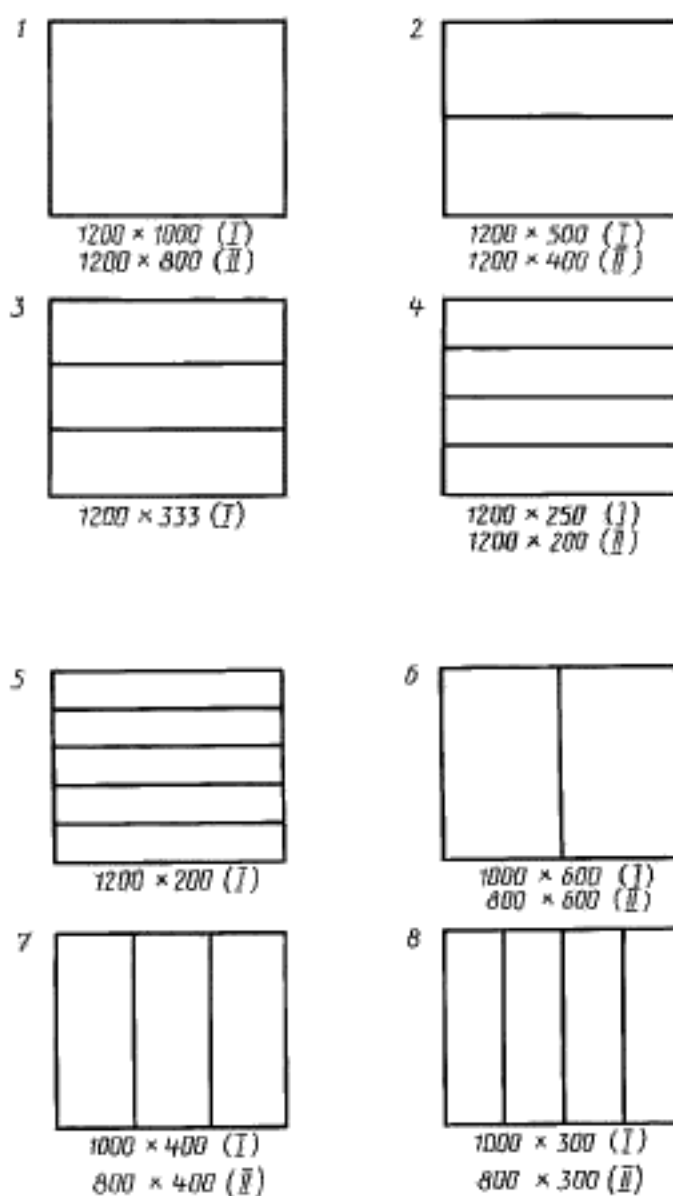 1
1200 × 1000 (I)
1200 × 800 (II)
2
1200 × 500 (I)
1200 × 400 (II)
3
1200 × 333 (I)
4
1200 × 250 (I)
1200 × 200 (II)
5
1200 × 200 (I)
6
1000 × 600 (I)
800 × 600 (II)
7
1000 × 400 (I)
800 × 400 (II)
8
1000 × 300 (I)
800 × 300 (II)